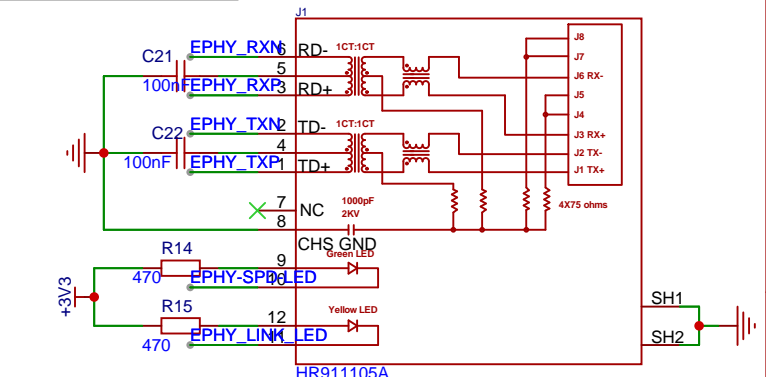 J1
EPHY_RXN
6
RD-
1CT:1CT
J8
C21
J7
5
J6 RX-
100nF
EPHY_RXP
3
RD+
J5
J4
EPHY_TXN
2
TD-
1CT:1CT
J3 RX+
C22
4
J2 TX-
100nF
EPHY_TXP
1
TD+
J1 TX+
7
NC
1000pF
2KV
4X75 ohms
8
CHS GND
R14
9
Green LED
470
EPHY-SPD-LED
10
+3V3
R15
12
Yellow LED
SH1
470
EPHY_LINK_LED
11
SH2
HR911105A